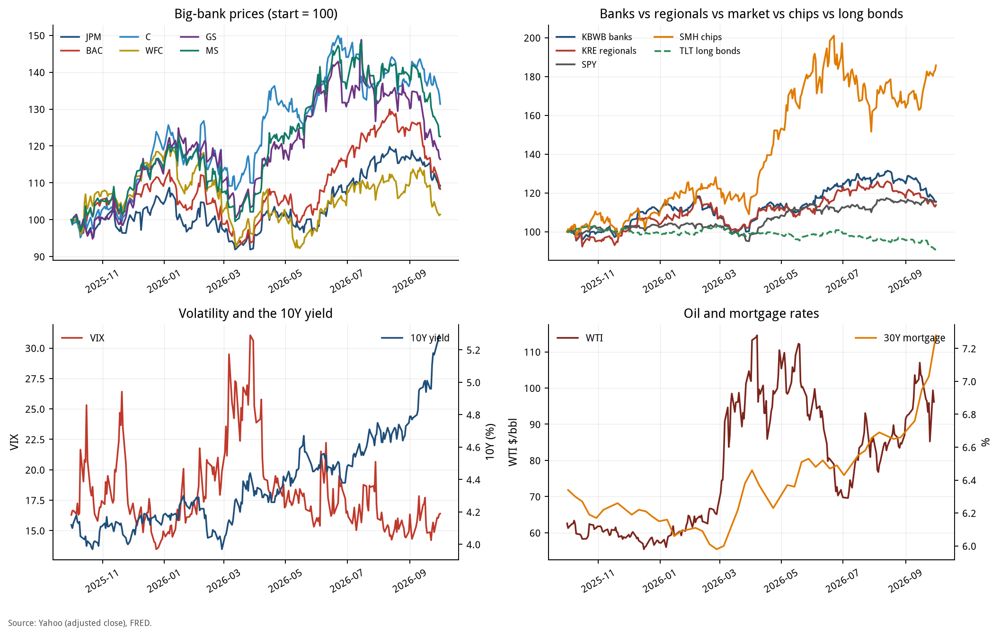 Big-bank prices (start = 100)
JPM
C
GS
BAC
WFC
MS
150
140
130
120
110
100
90
2025-11
2026-01
2026-03
2026-05
2026-07
2026-09
Banks vs regionals vs market vs chips vs long bonds
KBWB banks
SMH chips
KRE regionals
TLT long bonds
SPY
200
180
160
140
120
100
2025-11
2026-01
2026-03
2026-05
2026-07
2026-09
Volatility and the 10Y yield
VIX
10Y yield
VIX
30.0
27.5
25.0
22.5
20.0
17.5
15.0
5.2
5.0
4.8
4.6
4.4
4.2
4.0
10Y (%)
2025-11
2026-01
2026-03
2026-05
2026-07
2026-09
Oil and mortgage rates
WTI
30Y mortgage
WTI $/bbl
110
100
90
80
70
60
7.2
7.0
6.8
6.6
6.4
6.2
6.0
%
2025-11
2026-01
2026-03
2026-05
2026-07
2026-09
Source: Yahoo (adjusted close), FRED.